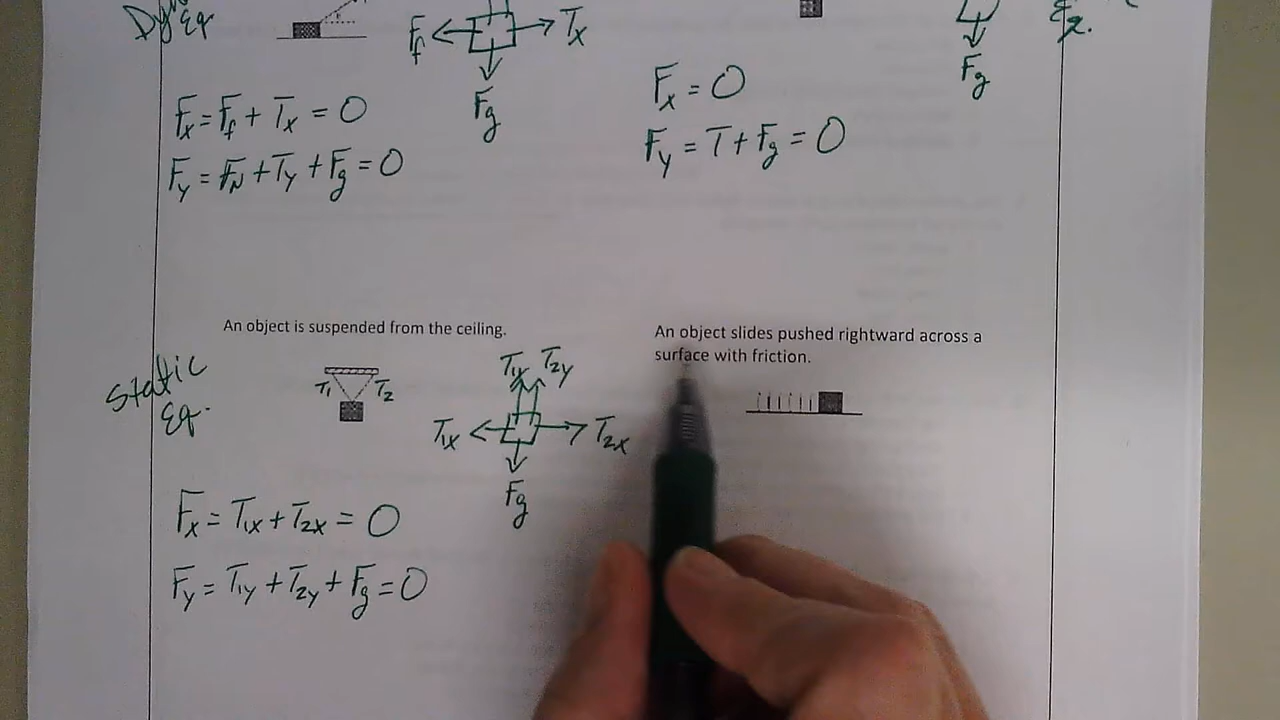 Dy Eq
Ff Tx
Fg
Fx = Ff + Tx = 0
Fy = FN + Ty + Fg = 0
Eq.
Fg
Fx = 0
Fy = T + Fg = 0
An object is suspended from the ceiling.
Static
Eq.
T1 T2
T1y T2y
T1x T2x
Fg
Fx = T1x + T2x = 0
Fy = T1y + T2y + Fg = 0
An object slides pushed rightward across a
surface with friction.